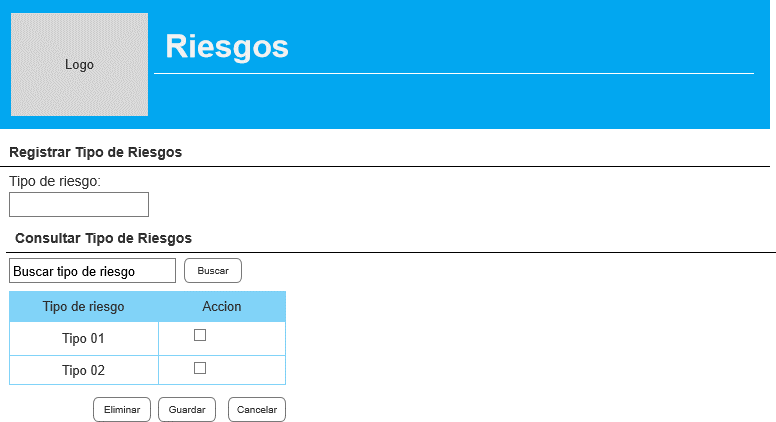 Logo
Riesgos
Registrar Tipo de Riesgos
Tipo de riesgo:
Consultar Tipo de Riesgos
Buscar tipo de riesgo Buscar
Tipo de riesgo Accion
Tipo 01
Tipo 02
Eliminar Guardar Cancelar